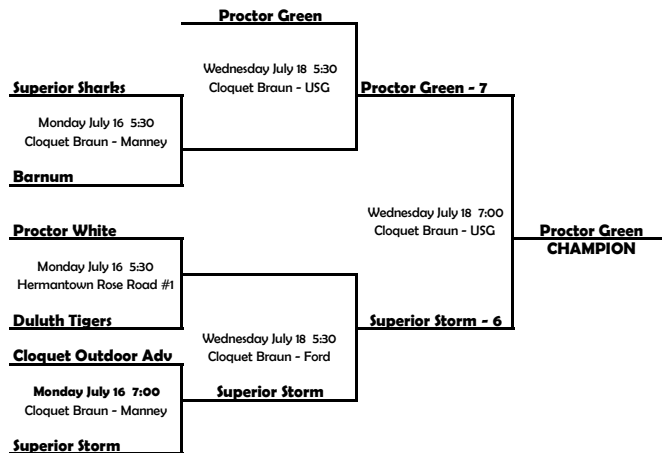 Proctor Green
Wednesday July 18 5:30
Cloquet Braun - USG
Superior Sharks
Proctor Green - 7
Monday July 16 5:30
Cloquet Braun - Manney
Barnum
Wednesday July 18 7:00
Cloquet Braun - USG
Proctor White
Proctor Green
CHAMPION
Monday July 16 5:30
Hermantown Rose Road #1
Duluth Tigers
Superior Storm - 6
Wednesday July 18 5:30
Cloquet Braun - Ford
Cloquet Outdoor Adv
Monday July 16 7:00
Cloquet Braun - Manney
Superior Storm
Superior Storm